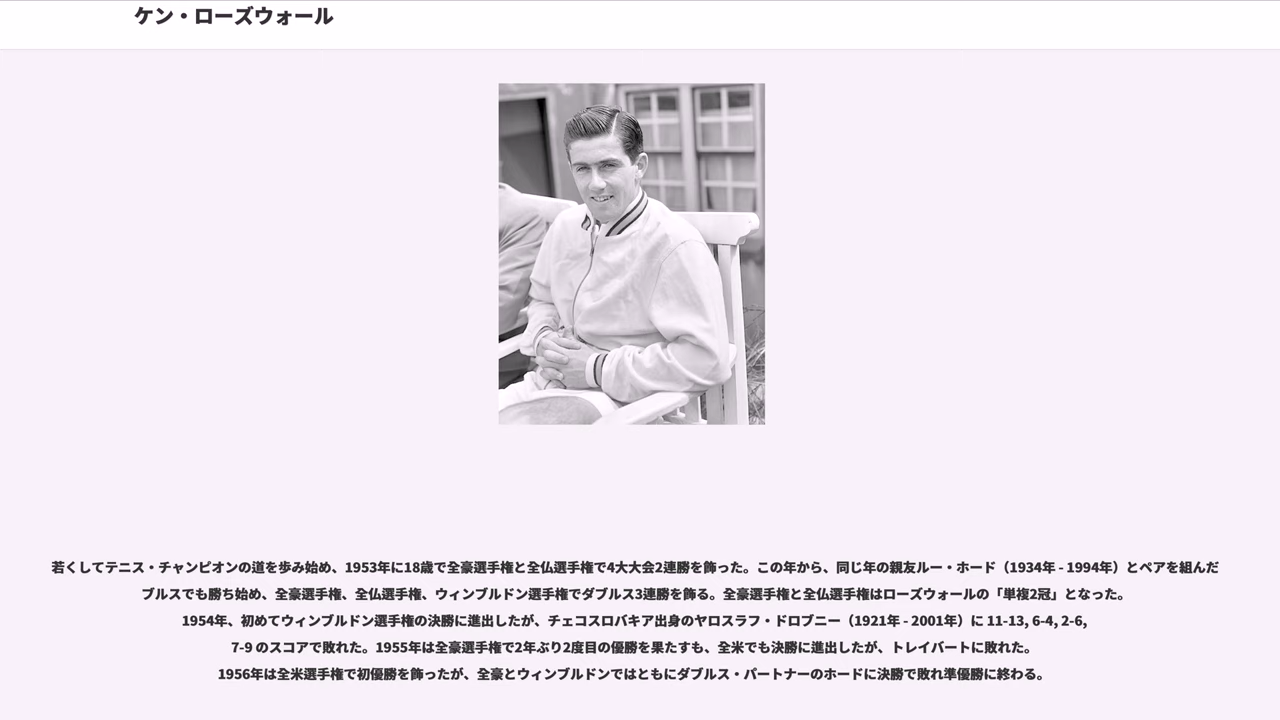 ケン・ローズウォール
若くしてテニス・チャンピオンの道を歩み始め、1953年に18歳で全豪選手権と全仏選手権で4大大会2連勝を飾った。この年から、同じ年の親友ルー・ホード（1934年 - 1994年）とペアを組んだ
ブルスでも勝ち始め、全豪選手権、全仏選手権、ウィンブルドン選手権でダブルス3連勝を飾る。全豪選手権と全仏選手権はローズウォールの「単複2冠」となった。
1954年、初めてウィンブルドン選手権の決勝に進出したが、チェコスロバキア出身のヤロスラフ・ドロブニー（1921年 - 2001年）に 11-13, 6-4, 2-6,
7-9 のスコアで敗れた。1955年は全豪選手権で2年ぶり2度目の優勝を果たすも、全米でも決勝に進出したが、トレイバートに敗れた。
1956年は全米選手権で初優勝を飾ったが、全豪とウィンブルドンではともにダブルス・パートナーのホードに決勝で敗れ準優勝に終わる。